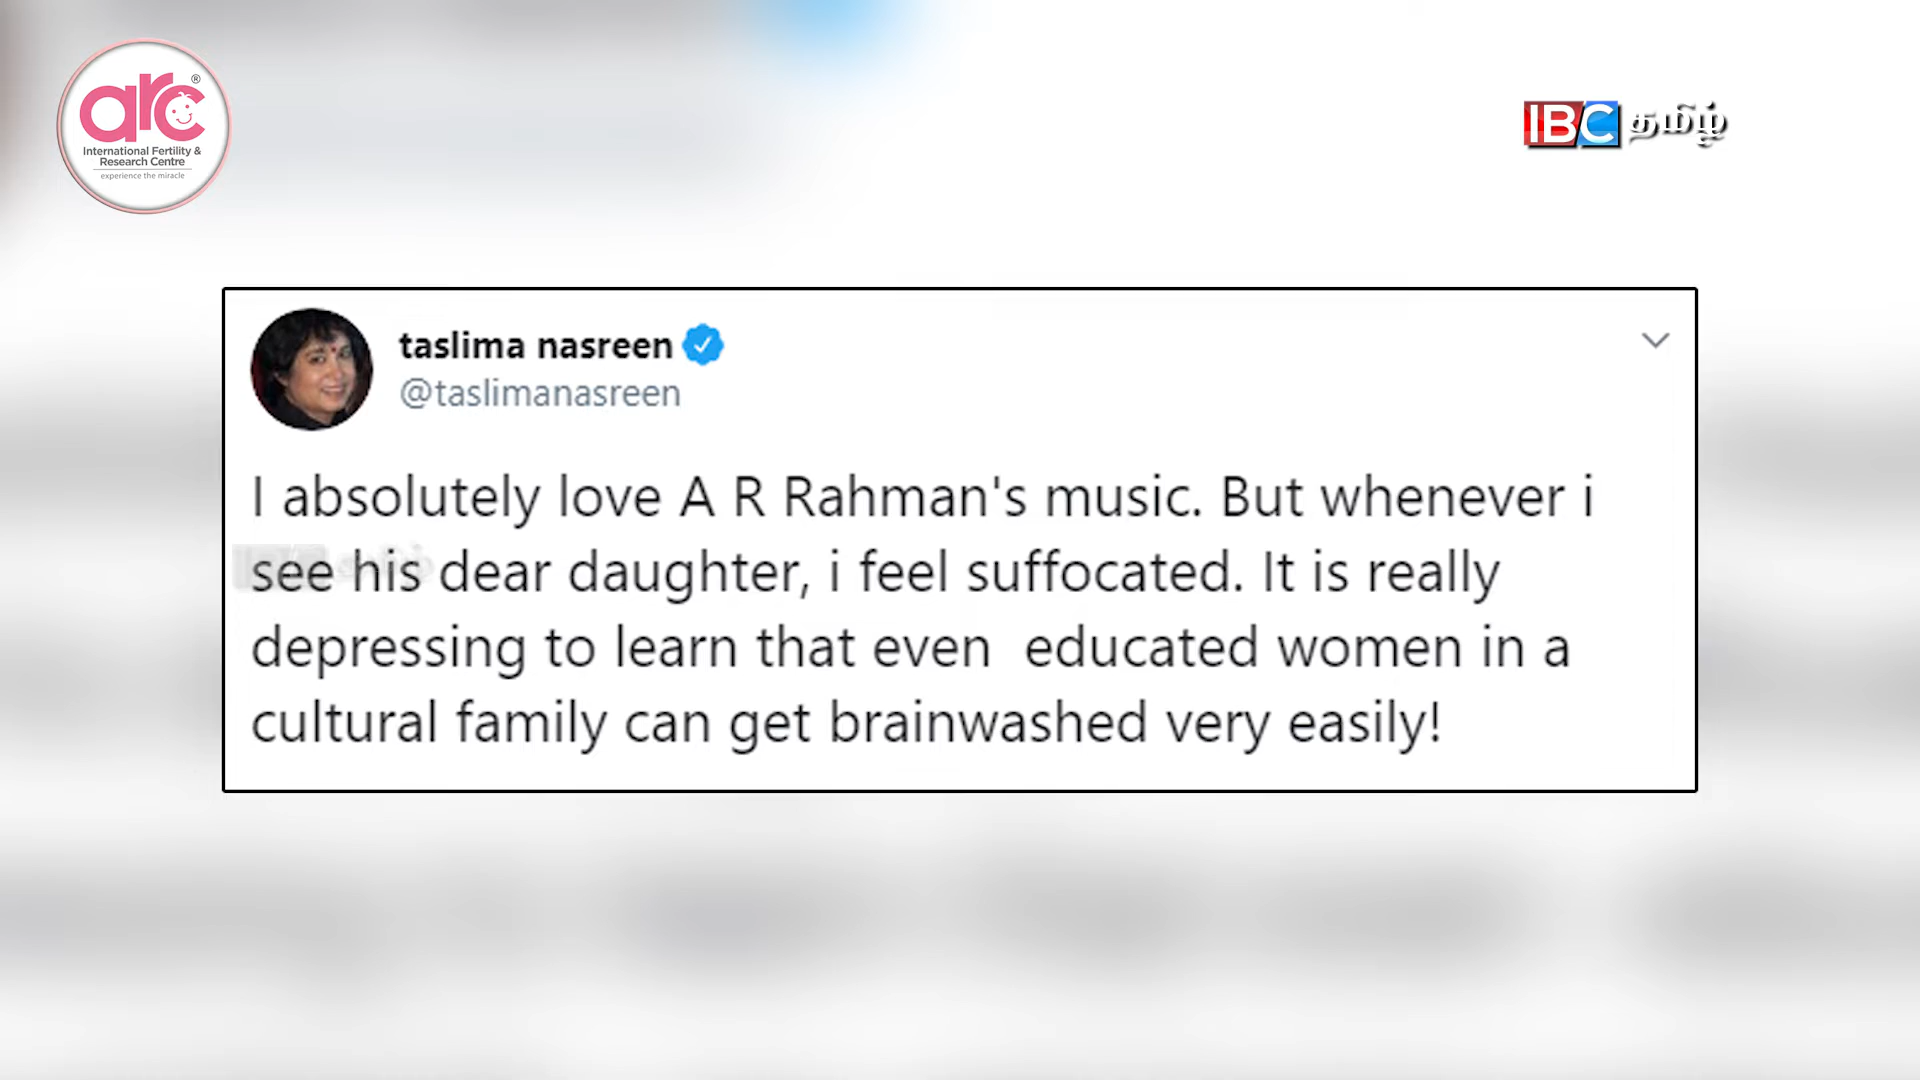 arc®
International Fertility &
Research Centre
experience the miracle
IBC தமிழ்
taslima nasreen
@taslimanasreen
I absolutely love A R Rahman's music. But whenever i
see his dear daughter, i feel suffocated. It is really
depressing to learn that even  educated women in a
cultural family can get brainwashed very easily!